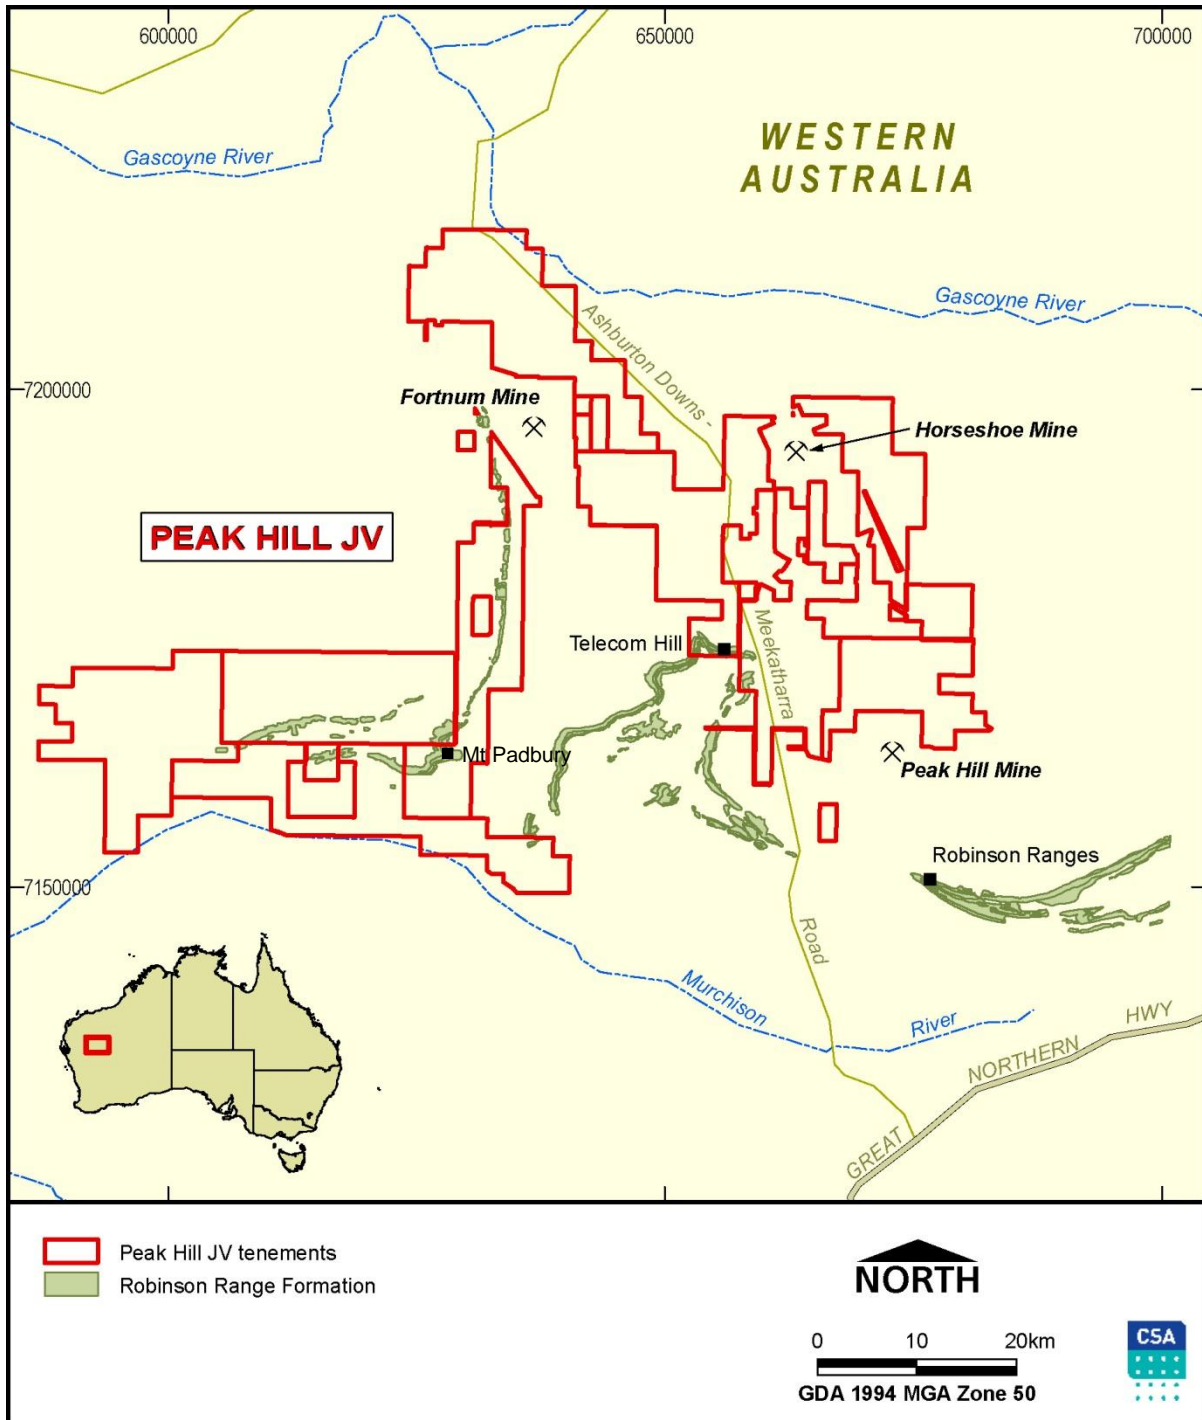 600000
650000
700000
WESTERN
AUSTRALIA
Gascoyne River
Gascoyne River
Ashburton Downs -
7200000
Fortnum Mine
Horseshoe Mine
PEAK HILL JV
Telecom Hill
Meekatharra
Mt Padbury
Peak Hill Mine
Robinson Ranges
7150000
Road
Murchison
River
GREAT
NORTHERN
HWY
Peak Hill JV tenements
Robinson Range Formation
NORTH
0 10 20km
GDA 1994 MGA Zone 50
CSA